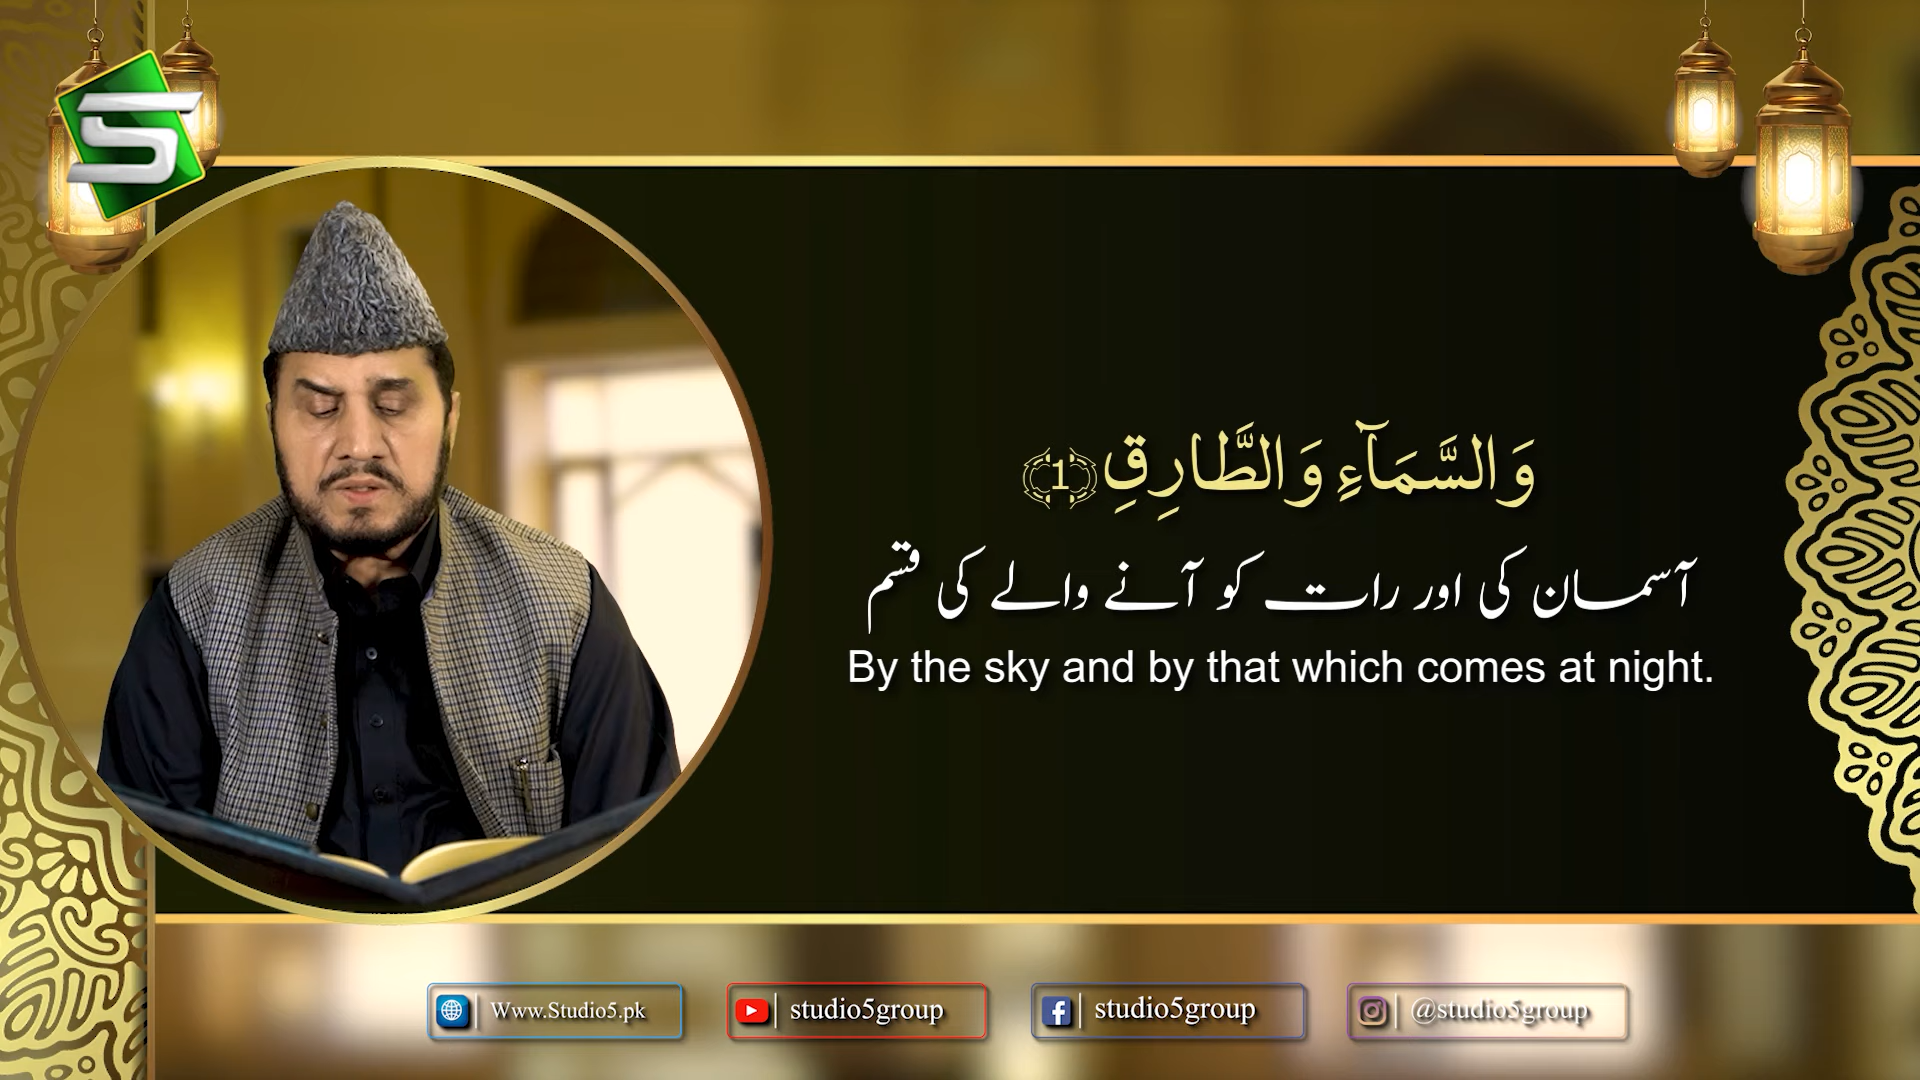 وَالسَّمَآءِ وَالطَّارِقِ ﴿1﴾
آسمان کی اور رات کو آنے والے کی قسم
By the sky and by that which comes at night.
Www.Studio5.pk
studio5group
studio5group
@studio5group